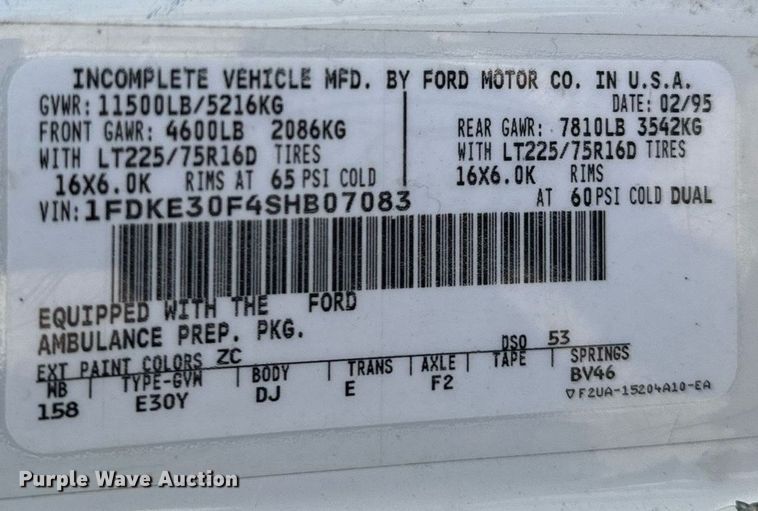 INCOMPLETE VEHICLE MFD. BY FORD MOTOR CO. IN U.S.A.
GVWR: 11500LB/5216KG DATE: 02/95
FRONT GAWR: 4600LB 2086KG REAR GAWR: 7810LB 3542KG
WITH LT225/75R16D TIRES WITH LT225/75R16D TIRES
16X6.0K RIMS AT 65 PSI COLD 16X6.0K RIMS
VIN: 1FDKE30F4SHB07083 AT 60 PSI COLD DUAL
EQUIPPED WITH THE FORD
AMBULANCE PREP. PKG.
EXT PAINT COLORS ZC DSO 53
WB TYPE-GVW BODY TRANS AXLE TAPE SPRINGS
158 E30Y DJ E F2 BV46
F2UA-15204A10-EA
Purple Wave Auction